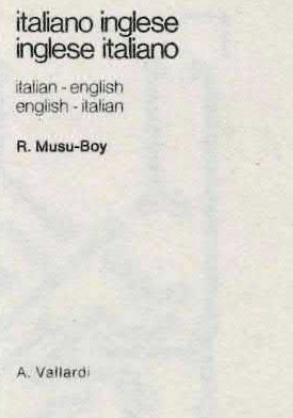 italiano inglese
inglese italiano
italian - english
english - italian
R. Musu-Boy
A. Vallardi